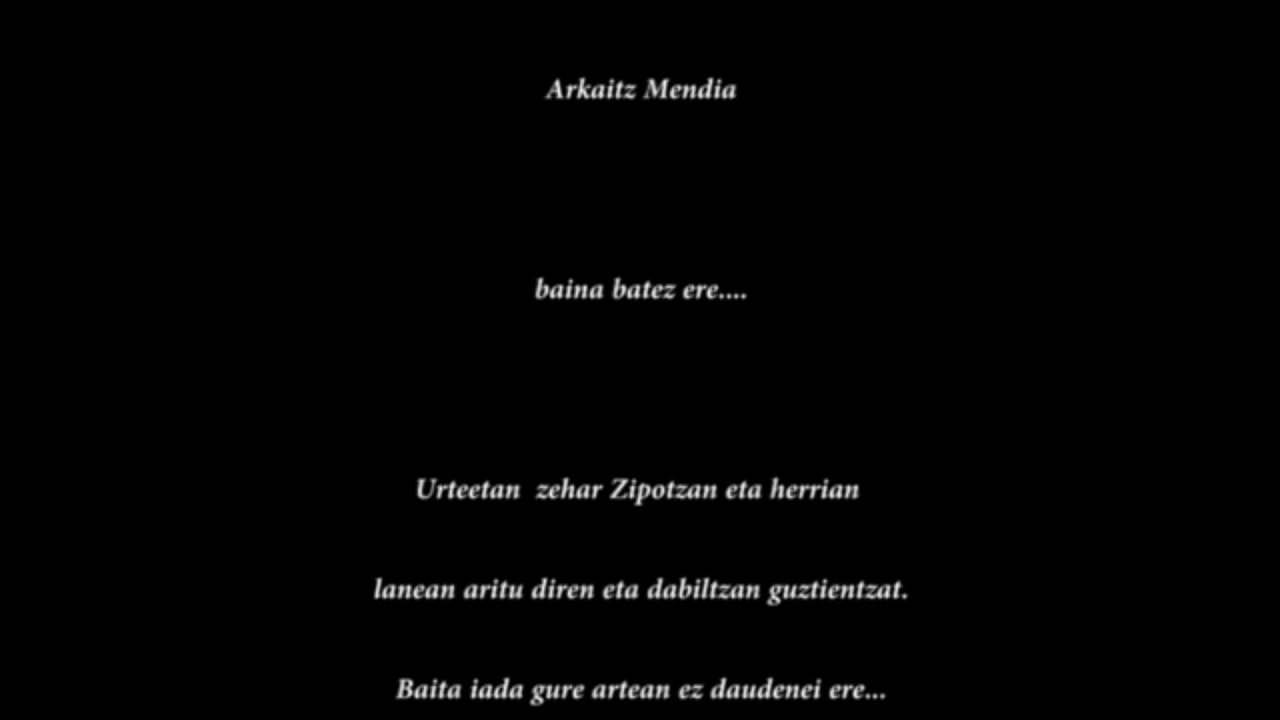 Arkaitz Mendia
baina batez ere....
Urteetan  zehar Zipotzan eta herrian
lanean aritu diren eta dabiltzan guztientzat.
Baita iada gure artean ez daudenei ere...